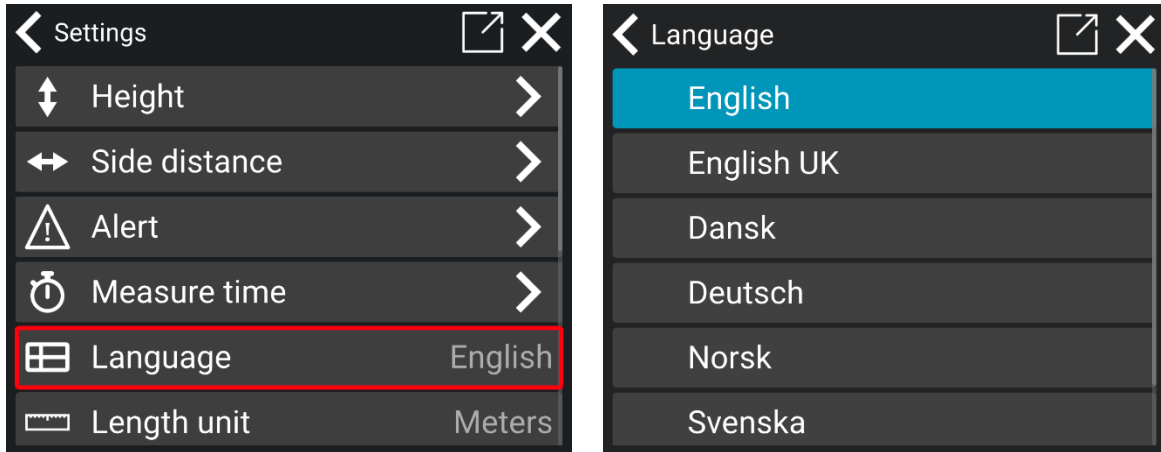 Settings
Height
Side distance
Alert
Measure time
Language English
Length unit Meters
Language
English
English UK
Dansk
Deutsch
Norsk
Svenska